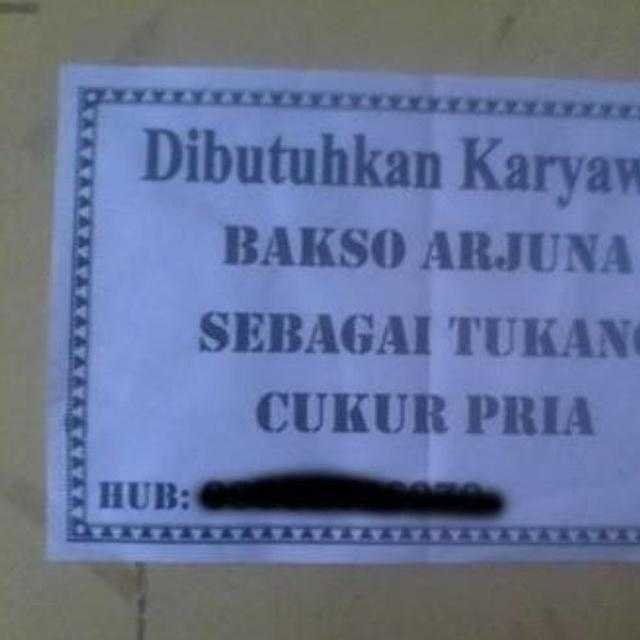 Dibutuhkan Karyaw
BAKSO ARJUNA
SEBAGAI TUKANG
CUKUR PRIA
HUB: